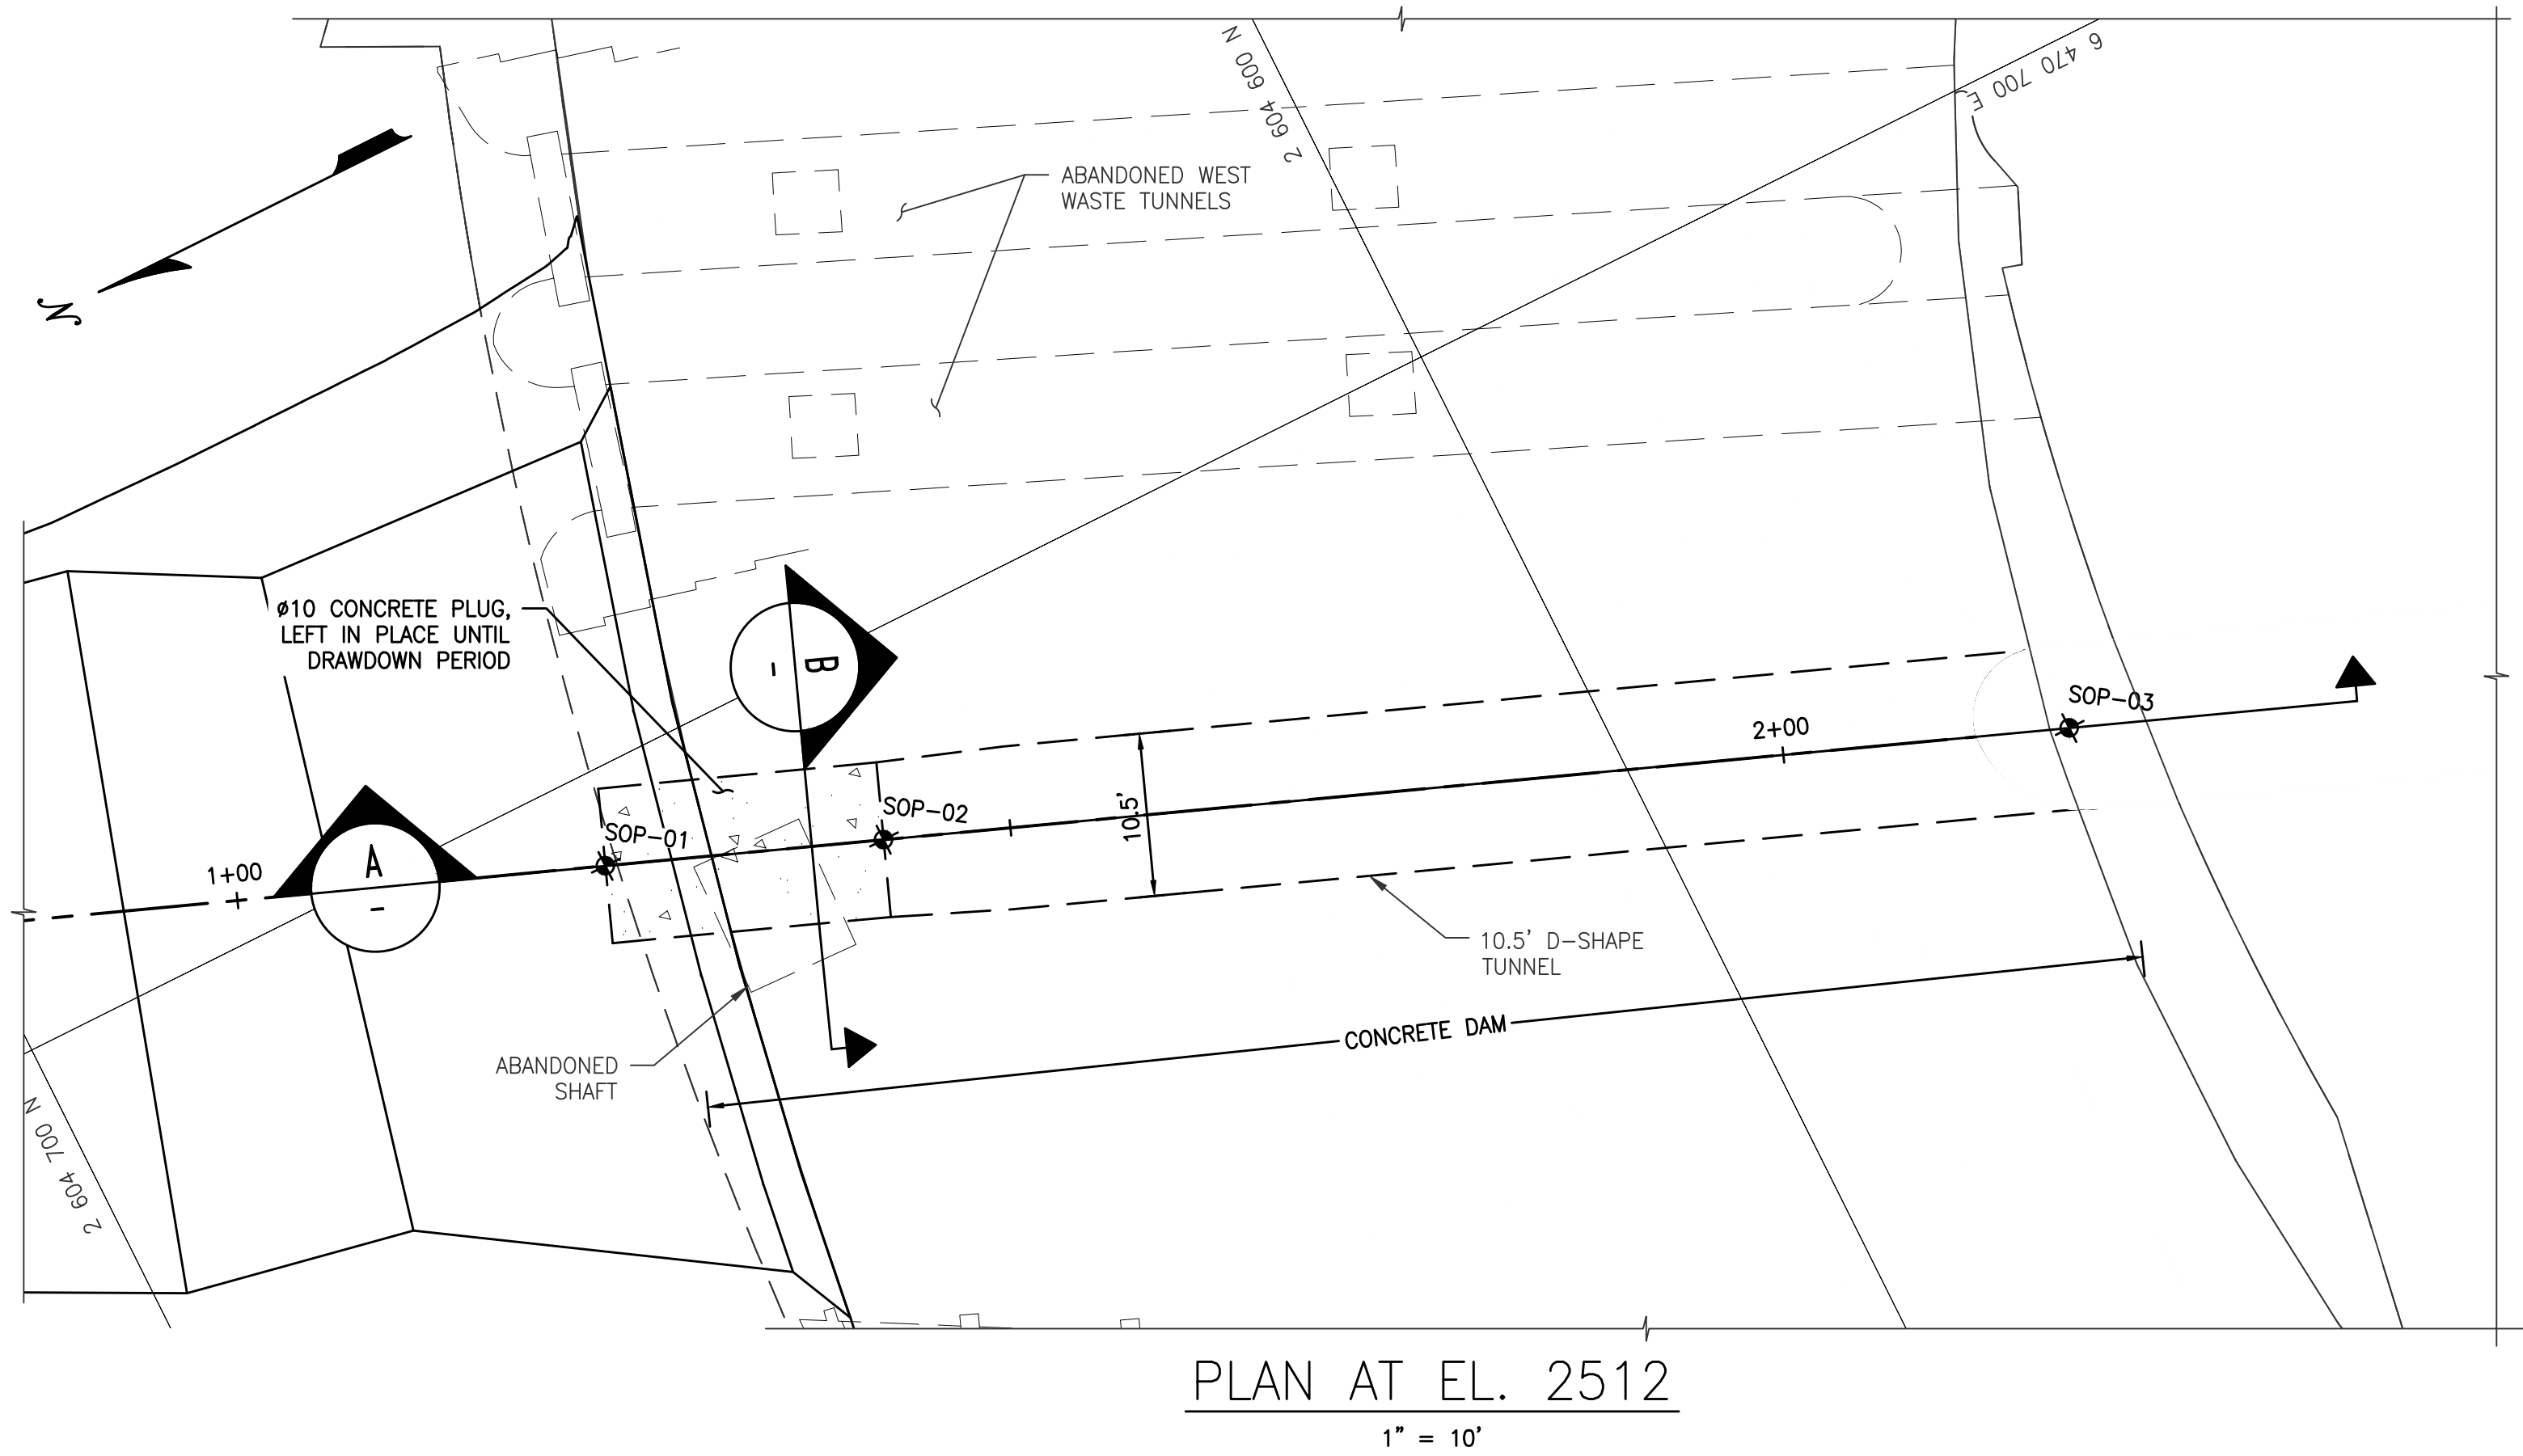 2 604 600 N
6 470 700 E
ABANDONED WEST
WASTE TUNNELS
N
Ø10 CONCRETE PLUG,
LEFT IN PLACE UNTIL
DRAWDOWN PERIOD
B
-
SOP-03
2+00
SOP-02
10.5'
SOP-01
A
-
1+00
10.5' D-SHAPE
TUNNEL
CONCRETE DAM
ABANDONED
SHAFT
2 604 700 N
PLAN AT EL. 2512
1" = 10'